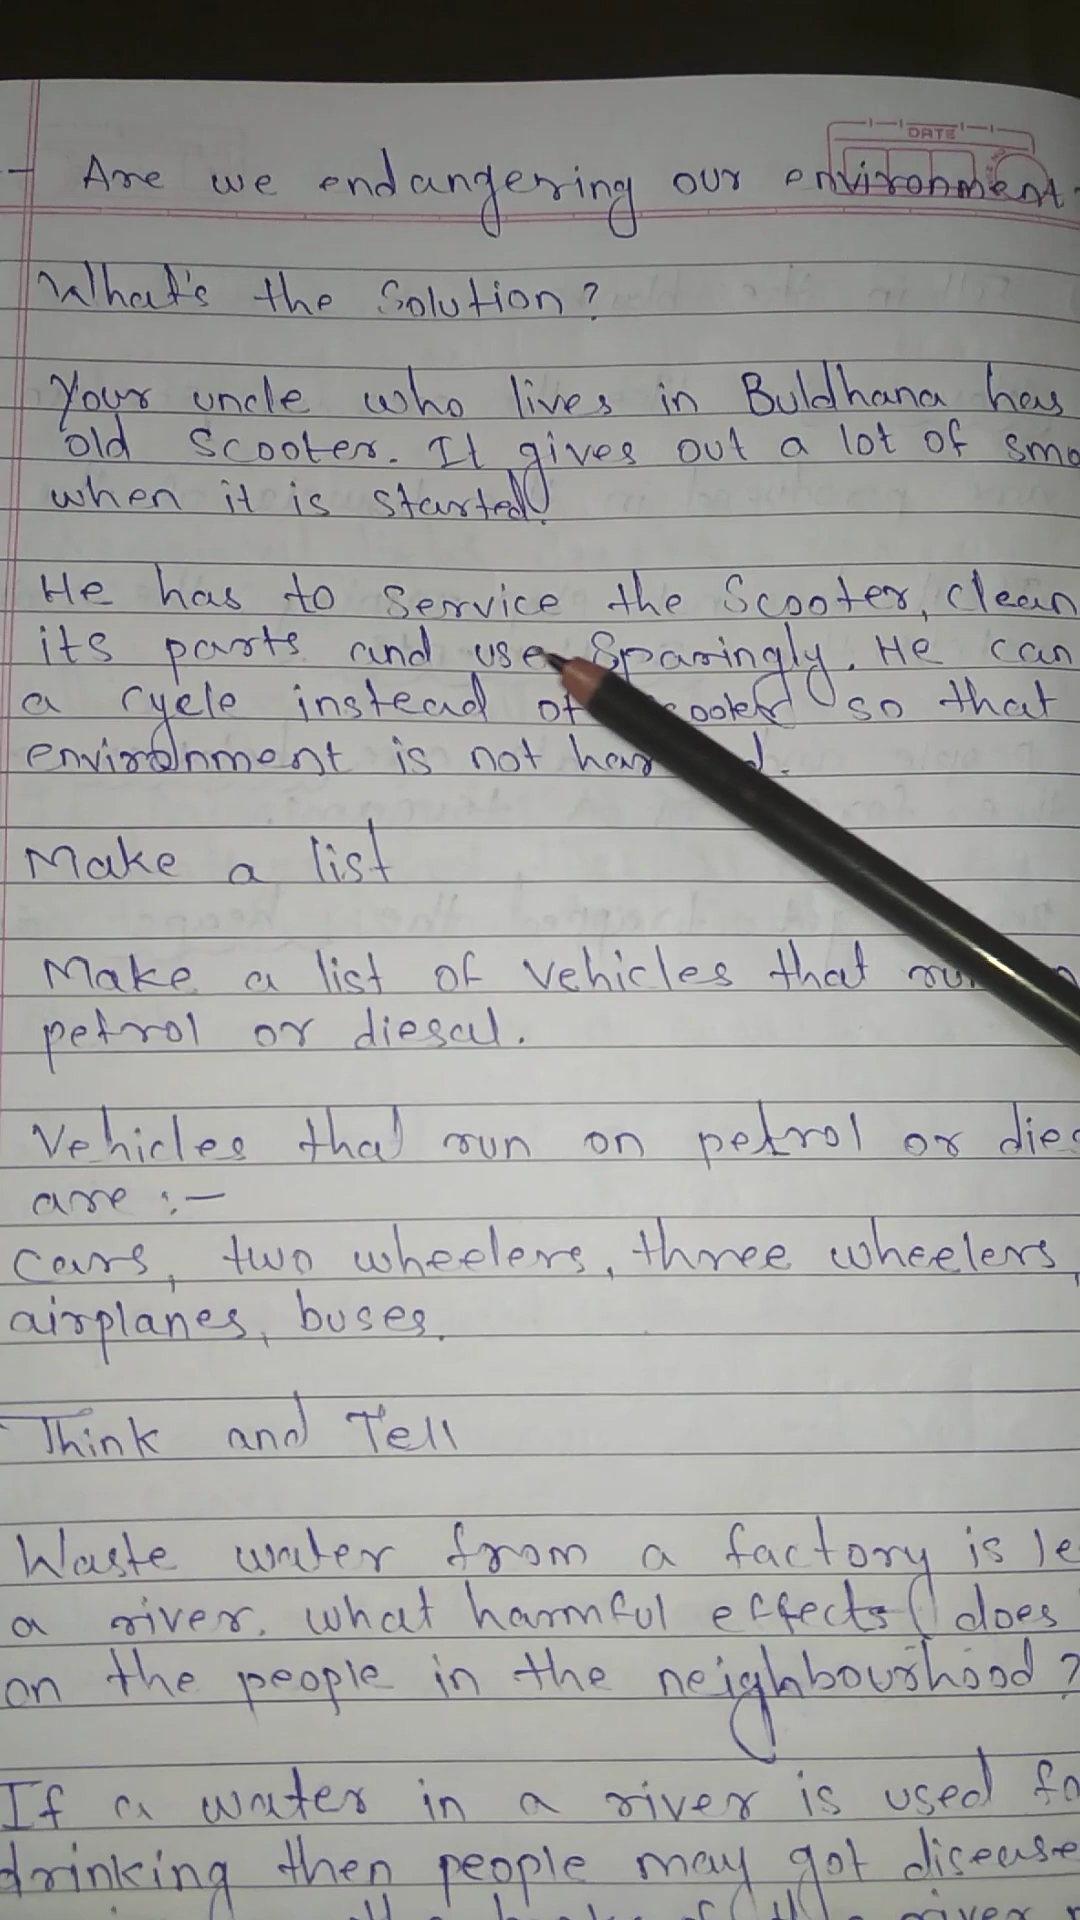 DATE
Are we endangering our environment
What's the Solution?
Your uncle who lives in Buldhana has
old Scooter. It gives out a lot of smo
when it is started.
He has to Service the Scooter, clean
its parts and use Sparingly. He can
a cycle instead of so that
environment is not
Make a list
Make a list of vehicles that
petrol or diesal.
Vehicles that run on petrol or dies
are :-
Cars, two wheelers, three wheelers,
airplanes, buses.
Think and Tell
Waste water from a factory is le
a river. what harmful effects does
on the people in the neighbourhood?
If a water in a river is used fo
drinking then people may got disease